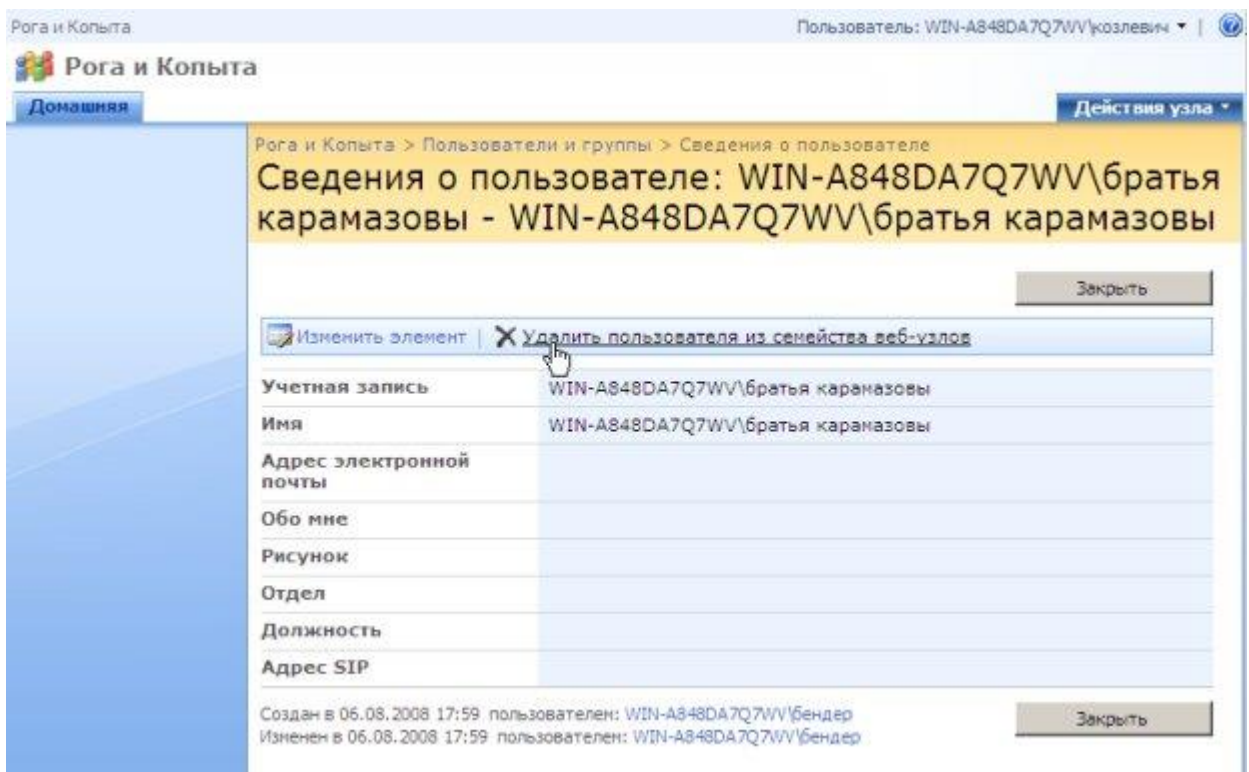 Рога и Копыта
Пользователь: WIN-A848DA7Q7WV\козлевич
Рога и Копыта
Домашняя
Действия узла
Рога и Копыта > Пользователи и группы > Сведения о пользователе
Сведения о пользователе: WIN-A848DA7Q7WV\братья
карамазовы - WIN-A848DA7Q7WV\братья карамазовы
Закрыть
Изменить элемент | Удалить пользователя из семейства веб-узлов
Учетная запись WIN-A848DA7Q7WV\братья карамазовы
Имя WIN-A848DA7Q7WV\братья карамазовы
Адрес электронной
почты
Обо мне
Рисунок
Отдел
Должность
Адрес SIP
Создан в 06.08.2008 17:59 пользователем: WIN-A848DA7Q7WV\бендер
Изменен в 06.08.2008 17:59 пользователем: WIN-A848DA7Q7WV\бендер
Закрыть